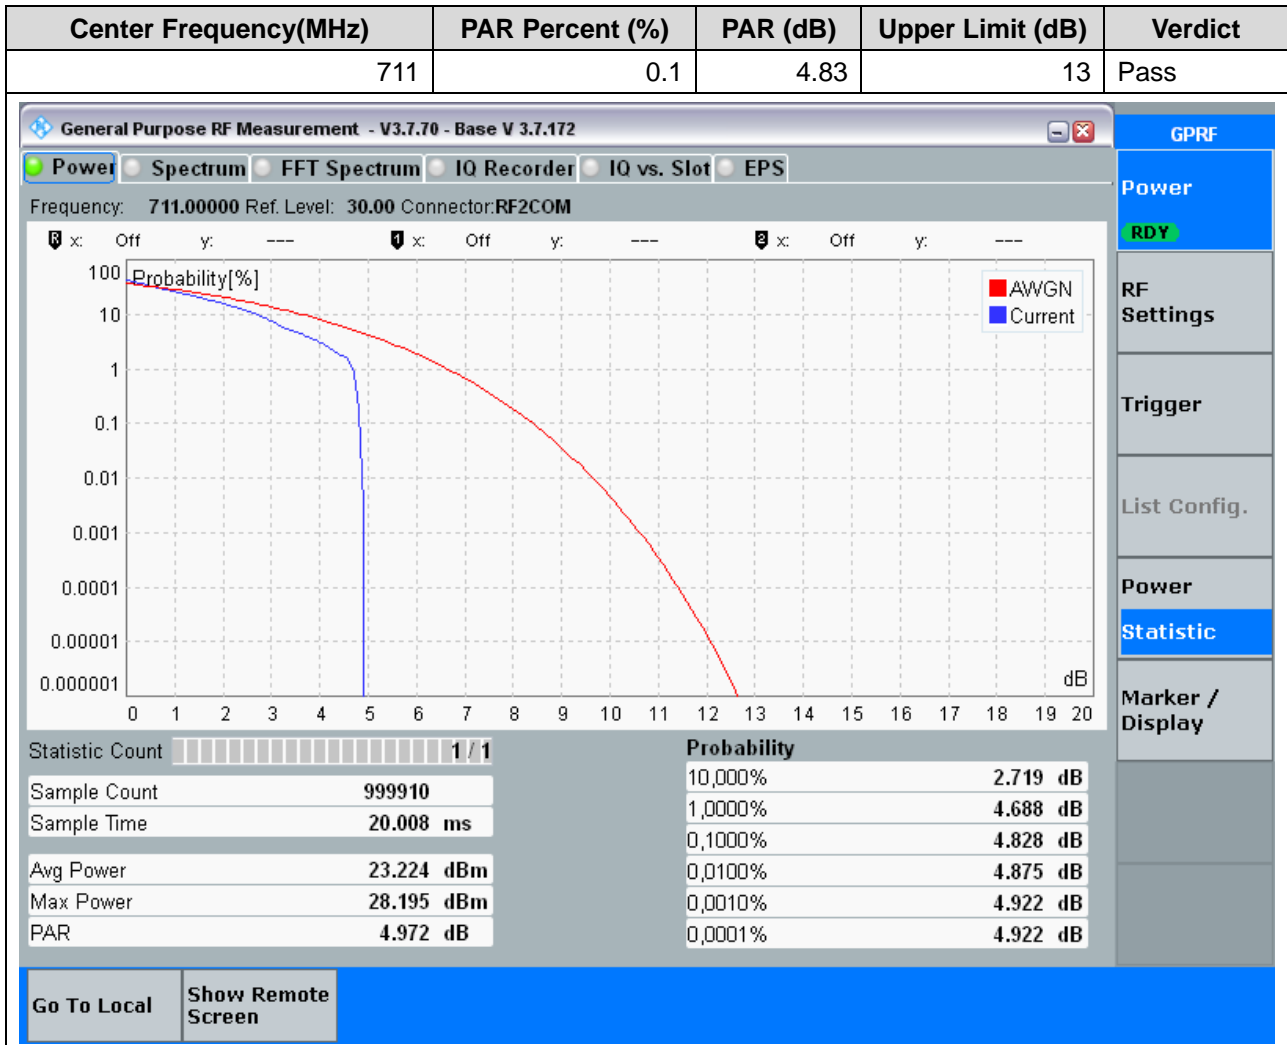 Center Frequency(MHz) PAR Percent (%) PAR (dB) Upper Limit (dB) Verdict
711 0.1 4.83 13 Pass
General Purpose RF Measurement - V3.7.70 - Base V 3.7.172
GPRF
Power Spectrum FFT Spectrum IQ Recorder IQ vs. Slot EPS
Power
RDY
Frequency: 711.00000 Ref. Level: 30.00 Connector:RF2COM
R x: Off y: --- 1 x: Off y: --- 2 x: Off y: ---
Probability[%]
AWGN
Current
100
10
1
0.1
0.01
0.001
0.0001
0.00001
0.000001
dB
0 1 2 3 4 5 6 7 8 9 10 11 12 13 14 15 16 17 18 19 20
RF
Settings
Trigger
List Config.
Power
Statistic
Marker /
Display
Statistic Count 1 / 1
Sample Count 999910
Sample Time 20.008 ms
Avg Power 23.224 dBm
Max Power 28.195 dBm
PAR 4.972 dB
Probability
10,000% 2.719 dB
1,0000% 4.688 dB
0,1000% 4.828 dB
0,0100% 4.875 dB
0,0010% 4.922 dB
0,0001% 4.922 dB
Go To Local
Show Remote
Screen